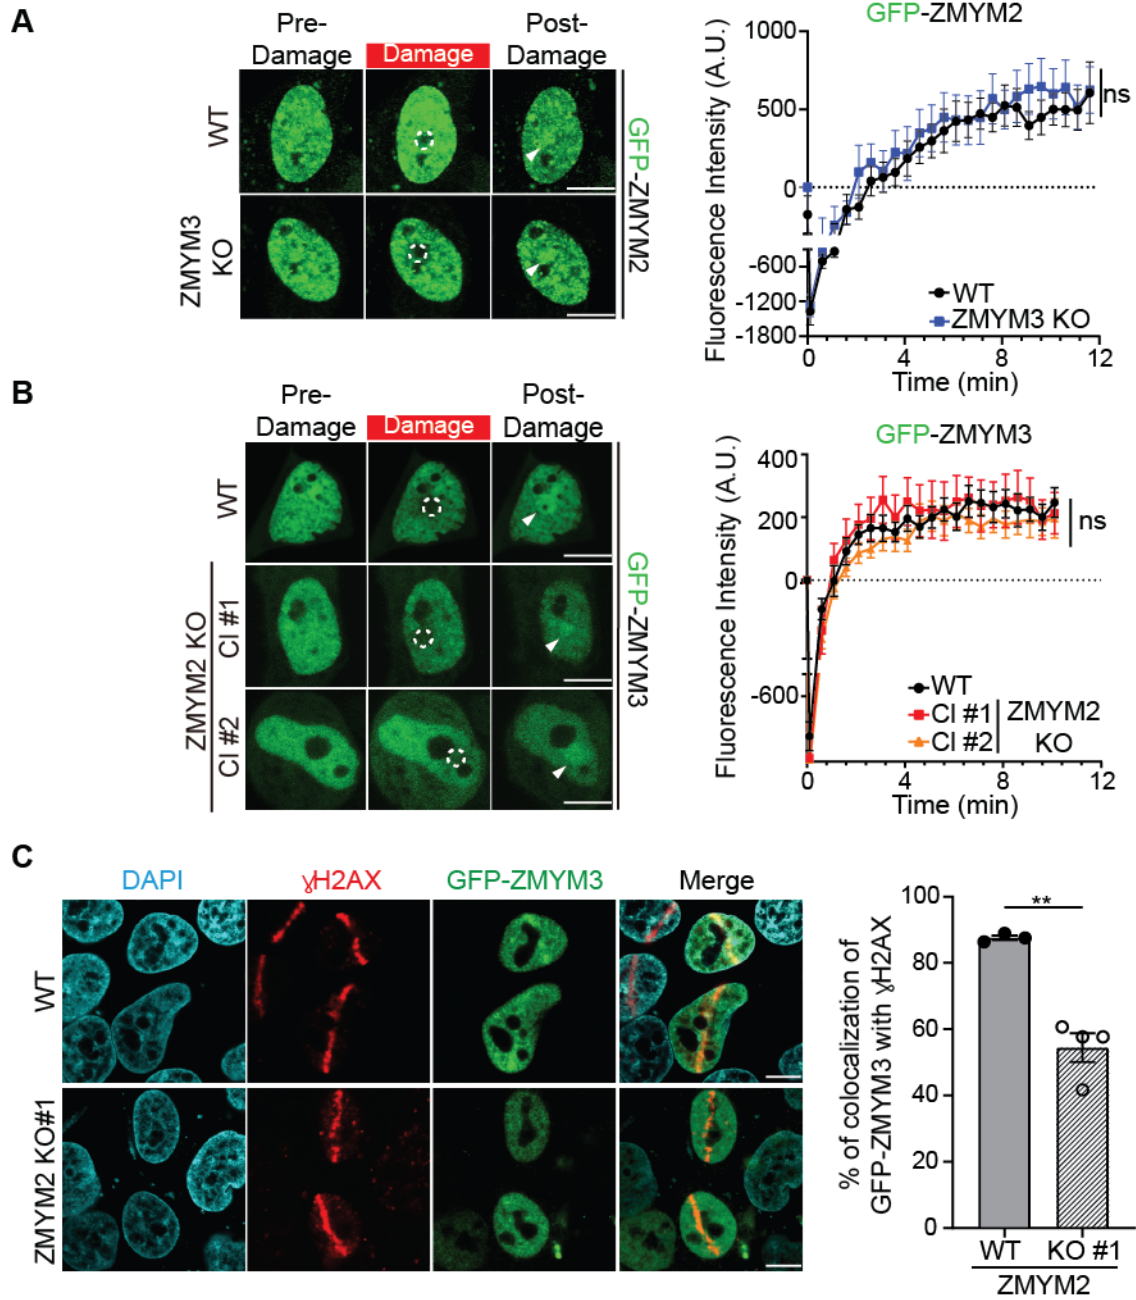 A
Pre-
Damage
Damage
Post-
Damage
WT
ZMYM3
KO
GFP-ZMYM2
GFP-ZMYM2
Fluorescence Intensity (A.U.)
1000
500
0
-600
-1200
-1800
ns
WT
ZMYM3 KO
0
4
8
12
Time (min)
B
Pre-
Damage
Damage
Post-
Damage
WT
ZMYM2 KO
Cl #1
Cl #2
GFP-ZMYM3
GFP-ZMYM3
Fluorescence Intensity (A.U.)
400
200
0
-600
ns
WT
Cl #1
Cl #2
ZMYM2
KO
0
4
8
12
Time (min)
C
DAPI
ɣH2AX
GFP-ZMYM3
Merge
WT
ZMYM2 KO#1
% of colocalization of
GFP-ZMYM3 with ɣH2AX
100
80
60
40
20
0
**
WT
KO #1
ZMYM2